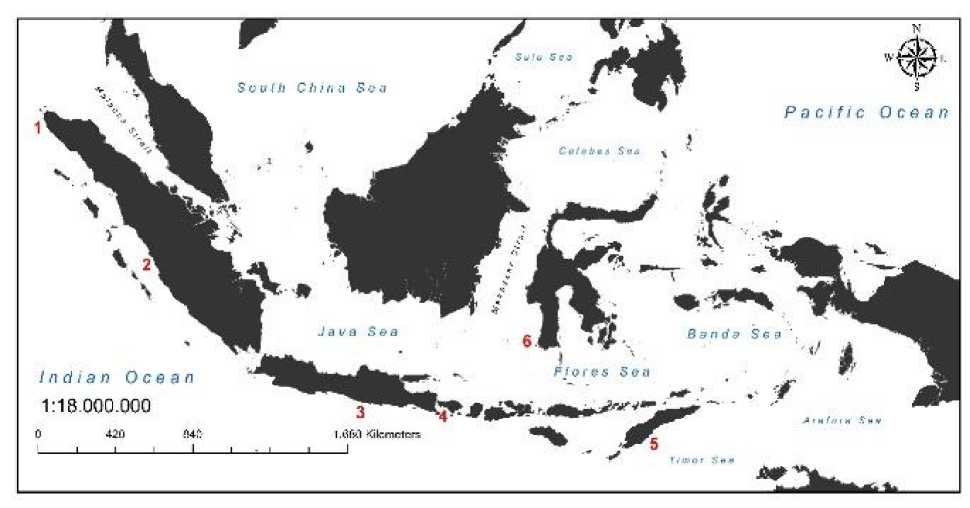 N
W E
S
Sulu Sea
South China Sea
Pacific Ocean
Malacca Strait
1
Celebes Sea
2
Makassar Strait
Java Sea
6
Banda Sea
Flores Sea
Indian Ocean
1:18.000.000
3
4
Arafura Sea
0 420 840 1.680 Kilometers
5
Timor Sea